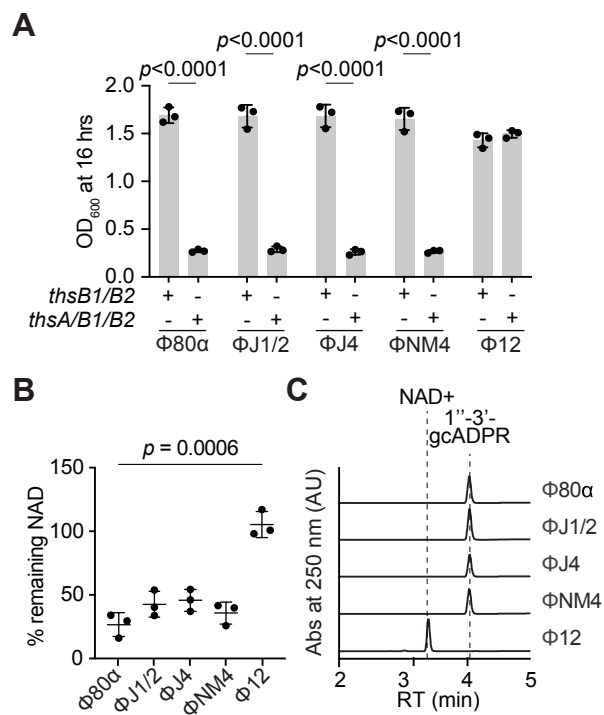 A
p<0.0001
p<0.0001
p<0.0001
p<0.0001
OD600 at 16 hrs
2.0
1.5
1.0
0.5
0.0
thsB1/B2 + - + - + - + - + -
thsA/B1/B2 - + - + - + - + - +
Φ80α ΦJ1/2 ΦJ4 ΦNM4 Φ12
B
p = 0.0006
% remaining NAD
150
100
50
0
Φ80α ΦJ1/2 ΦJ4 ΦNM4 Φ12
C
NAD+
1''-3'-
gcADPR
Abs at 250 nm (AU)
Φ80α
ΦJ1/2
ΦJ4
ΦNM4
Φ12
2 3 4 5
RT (min)